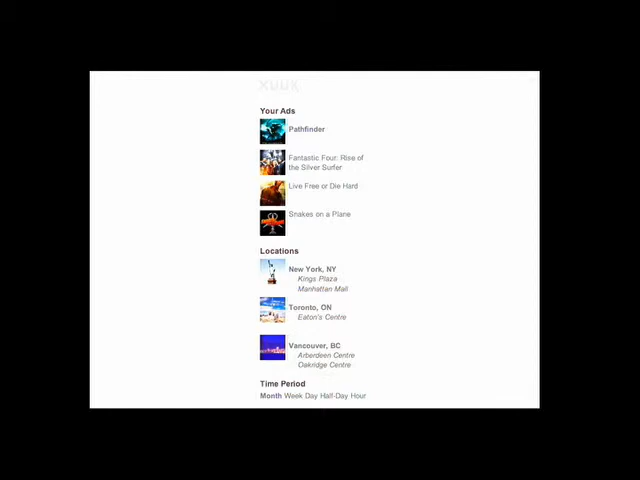 xuux
Your Ads
Pathfinder
Fantastic Four: Rise of
the Silver Surfer
Live Free or Die Hard
Snakes on a Plane
Locations
New York, NY
Kings Plaza
Manhattan Mall
Toronto, ON
Eaton's Centre
Vancouver, BC
Arberdeen Centre
Oakridge Centre
Time Period
Month Week Day Half-Day Hour